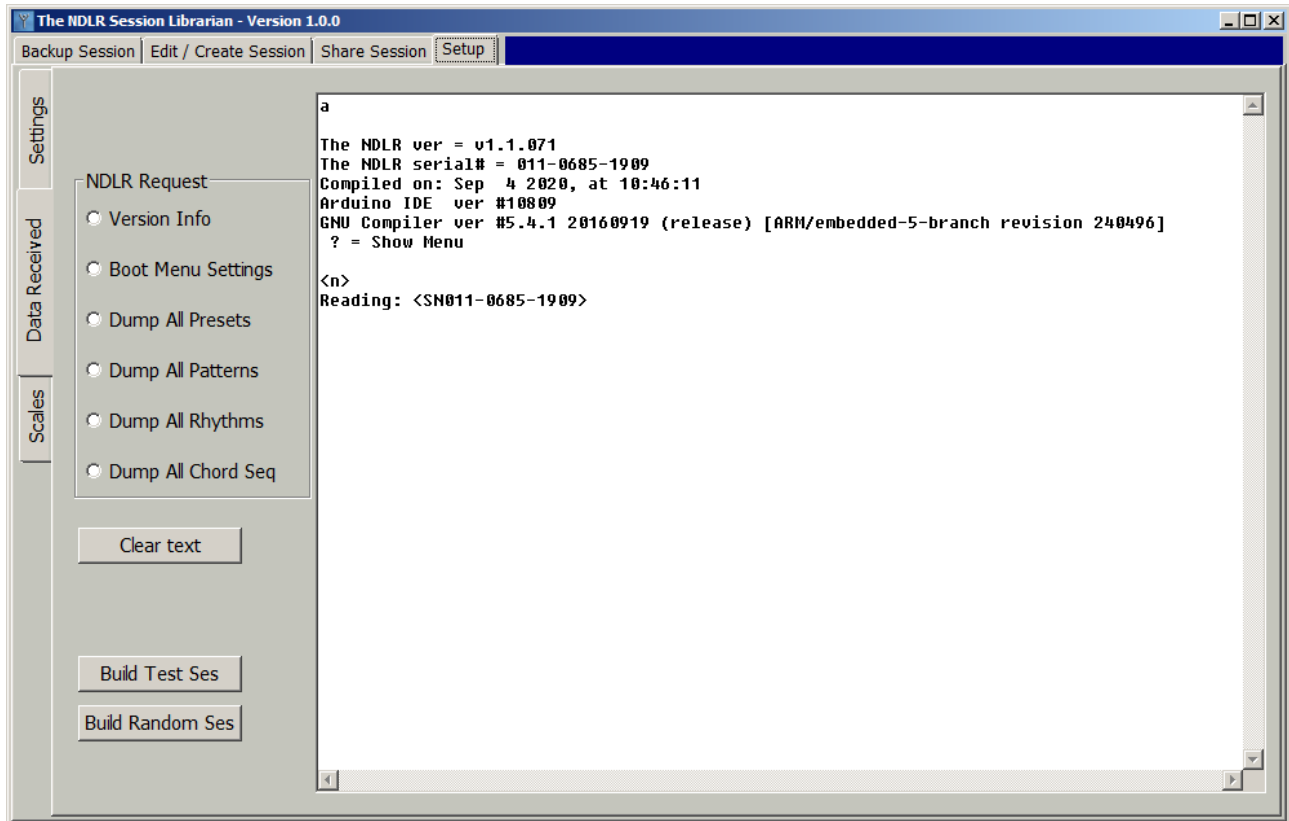 The NDLR Session Librarian - Version 1.0.0
Backup Session Edit / Create Session Share Session Setup
Settings
Data Received
Scales
NDLR Request
Version Info
Boot Menu Settings
Dump All Presets
Dump All Patterns
Dump All Rhythms
Dump All Chord Seq
Clear text
Build Test Ses
Build Random Ses
a
The NDLR ver = v1.1.071
The NDLR serial# = 011-0685-1909
Compiled on: Sep  4 2020, at 10:46:11
Arduino IDE  ver #10809
GNU Compiler ver #5.4.1 20160919 (release) [ARM/embedded-5-branch revision 240496]
? = Show Menu
<n>
Reading: <SN011-0685-1909>